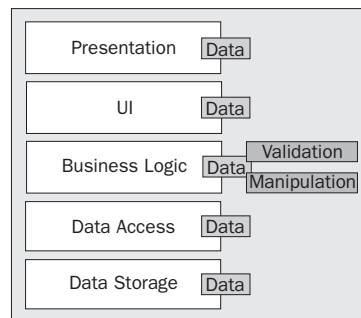 Presentation
Data
UI
Data
Business Logic
Data
Validation
Manipulation
Data Access
Data
Data Storage
Data